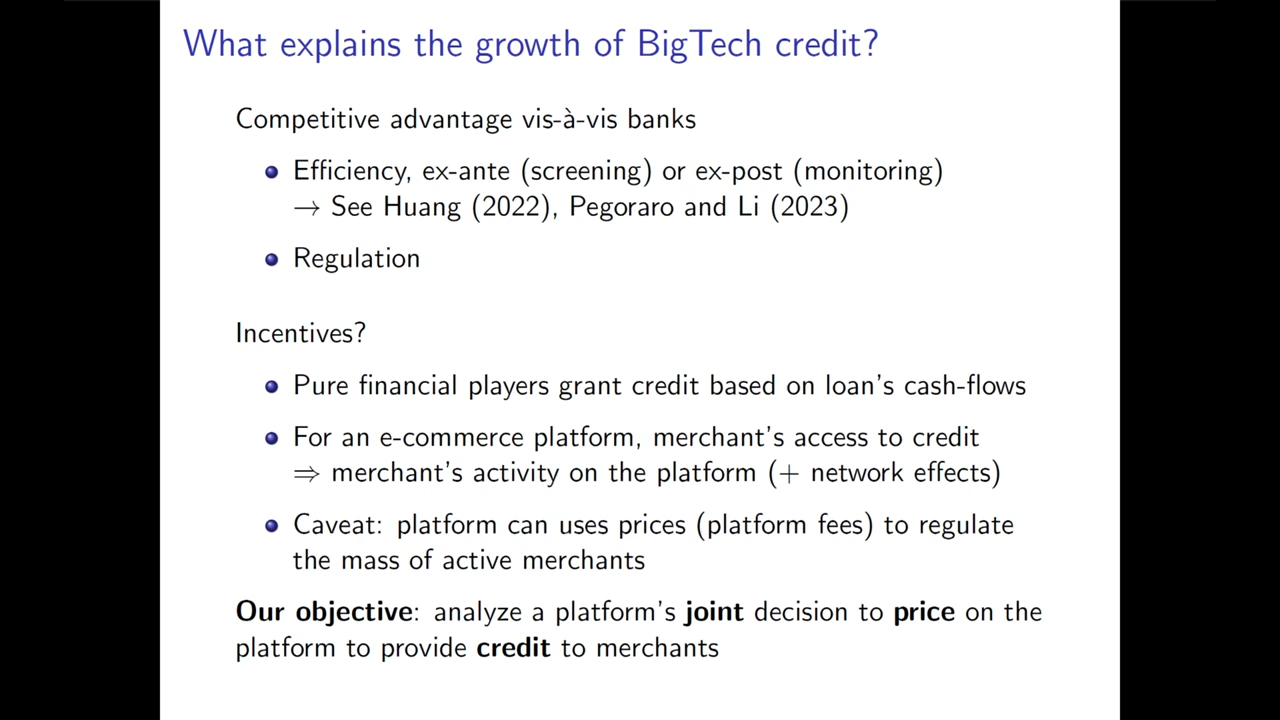 What explains the growth of BigTech credit?
Competitive advantage vis-à-vis banks
Efficiency, ex-ante (screening) or ex-post (monitoring)
→ See Huang (2022), Pegoraro and Li (2023)
Regulation
Incentives?
Pure financial players grant credit based on loan's cash-flows
For an e-commerce platform, merchant's access to credit
⇒ merchant's activity on the platform (+ network effects)
Caveat: platform can uses prices (platform fees) to regulate
the mass of active merchants
Our objective: analyze a platform's joint decision to price on the
platform to provide credit to merchants